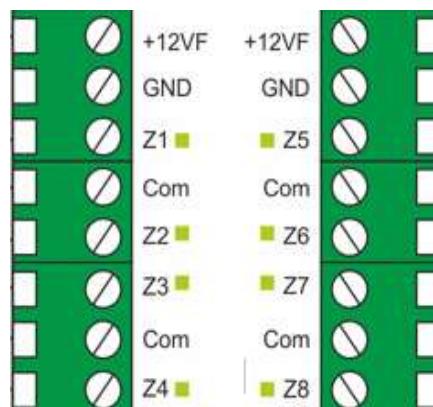 +12VF +12VF
GND GND
Z1 Z5
Com Com
Z2 Z6
Z3 Z7
Com Com
Z4 Z8